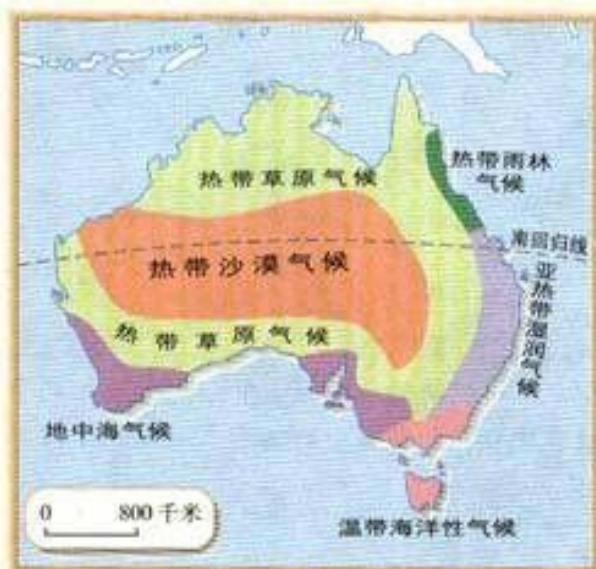 热带雨林
气候
热带草原气候
南回归线
热带沙漠气候
亚热带湿润气候
热带草原气候
地中海气候
0 800千米
温带海洋性气候